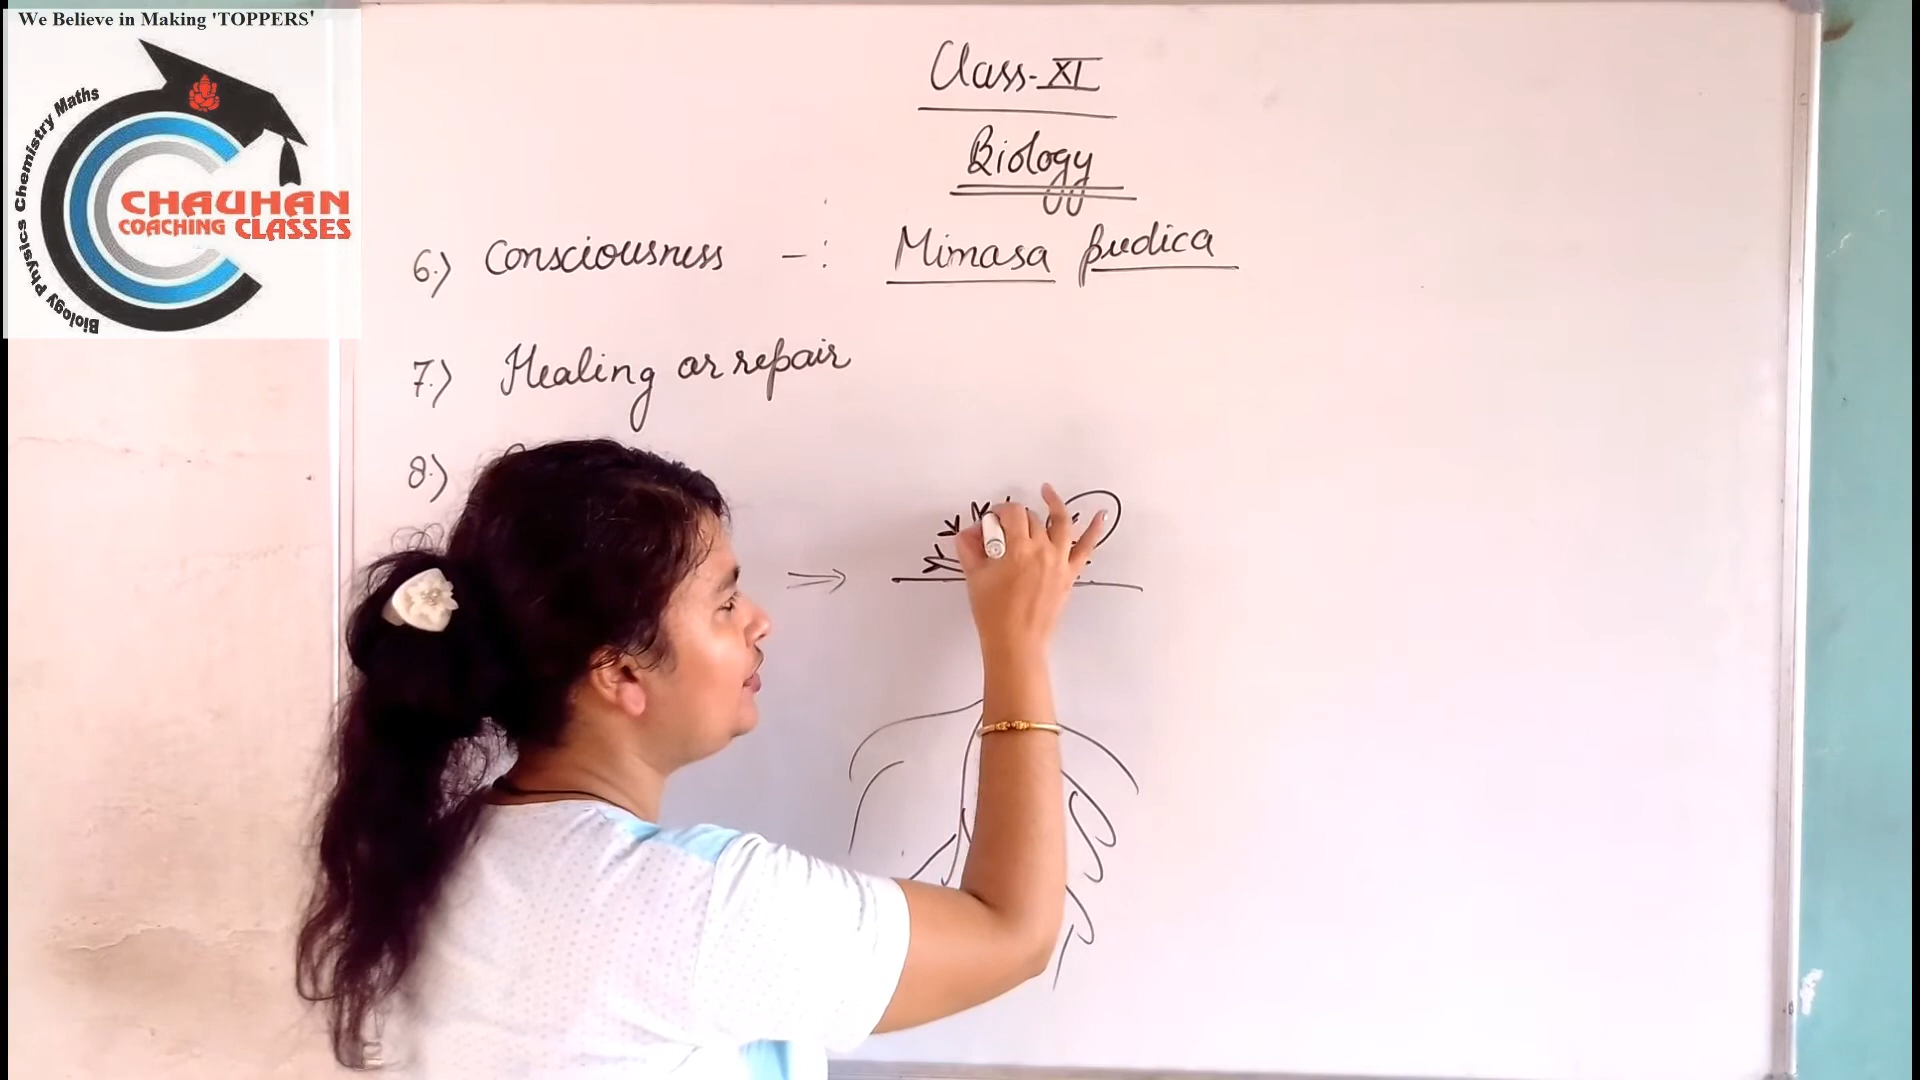 We Believe in Making 'TOPPERS'
Biology Physics Chemistry Maths
CHAUHAN
COACHING CLASSES
Class-XI
Biology
6.) Consciousness -: Mimasa pudica
7.) Healing or repair
8.)